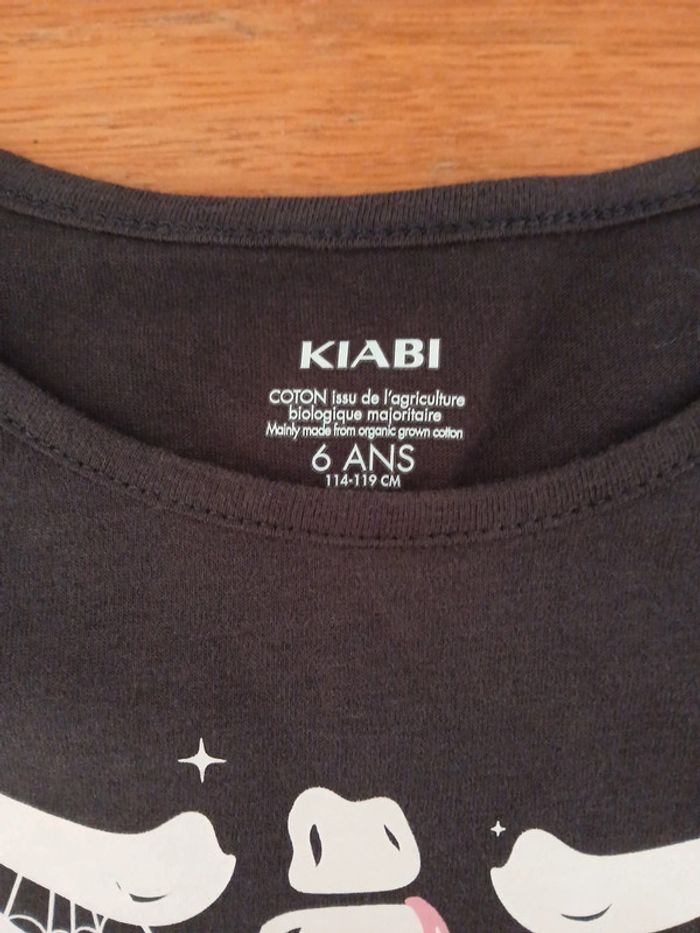 KIABI
COTON issu de l'agriculture
biologique majoritaire
Mainly made from organic grown cotton
6 ANS
114-119 CM